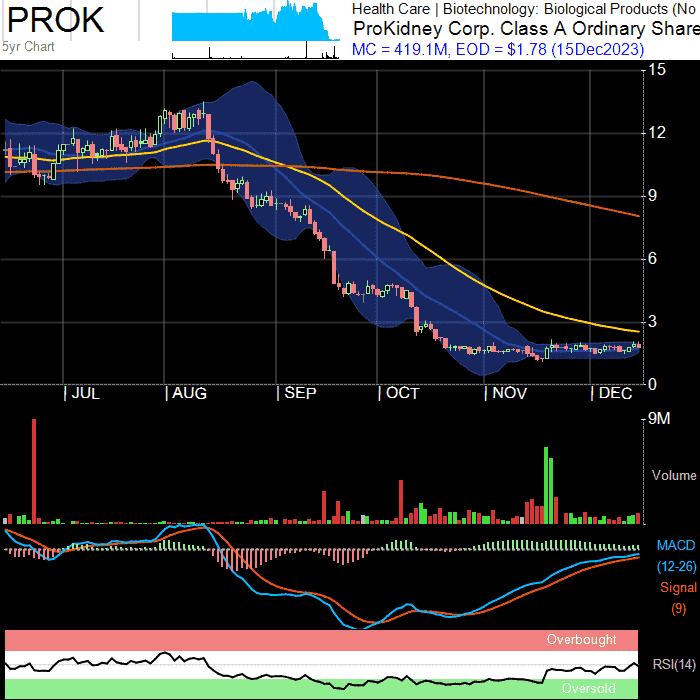 PROK
5yr Chart
Health Care | Biotechnology: Biological Products (No
ProKidney Corp. Class A Ordinary Share
MC = 419.1M, EOD = $1.78 (15Dec2023)
15
12
9
6
3
0
| JUL | AUG | SEP | OCT | NOV | DEC
9M
Volume
MACD
(12-26)
Signal
(9)
Overbought
RSI(14)
Oversold